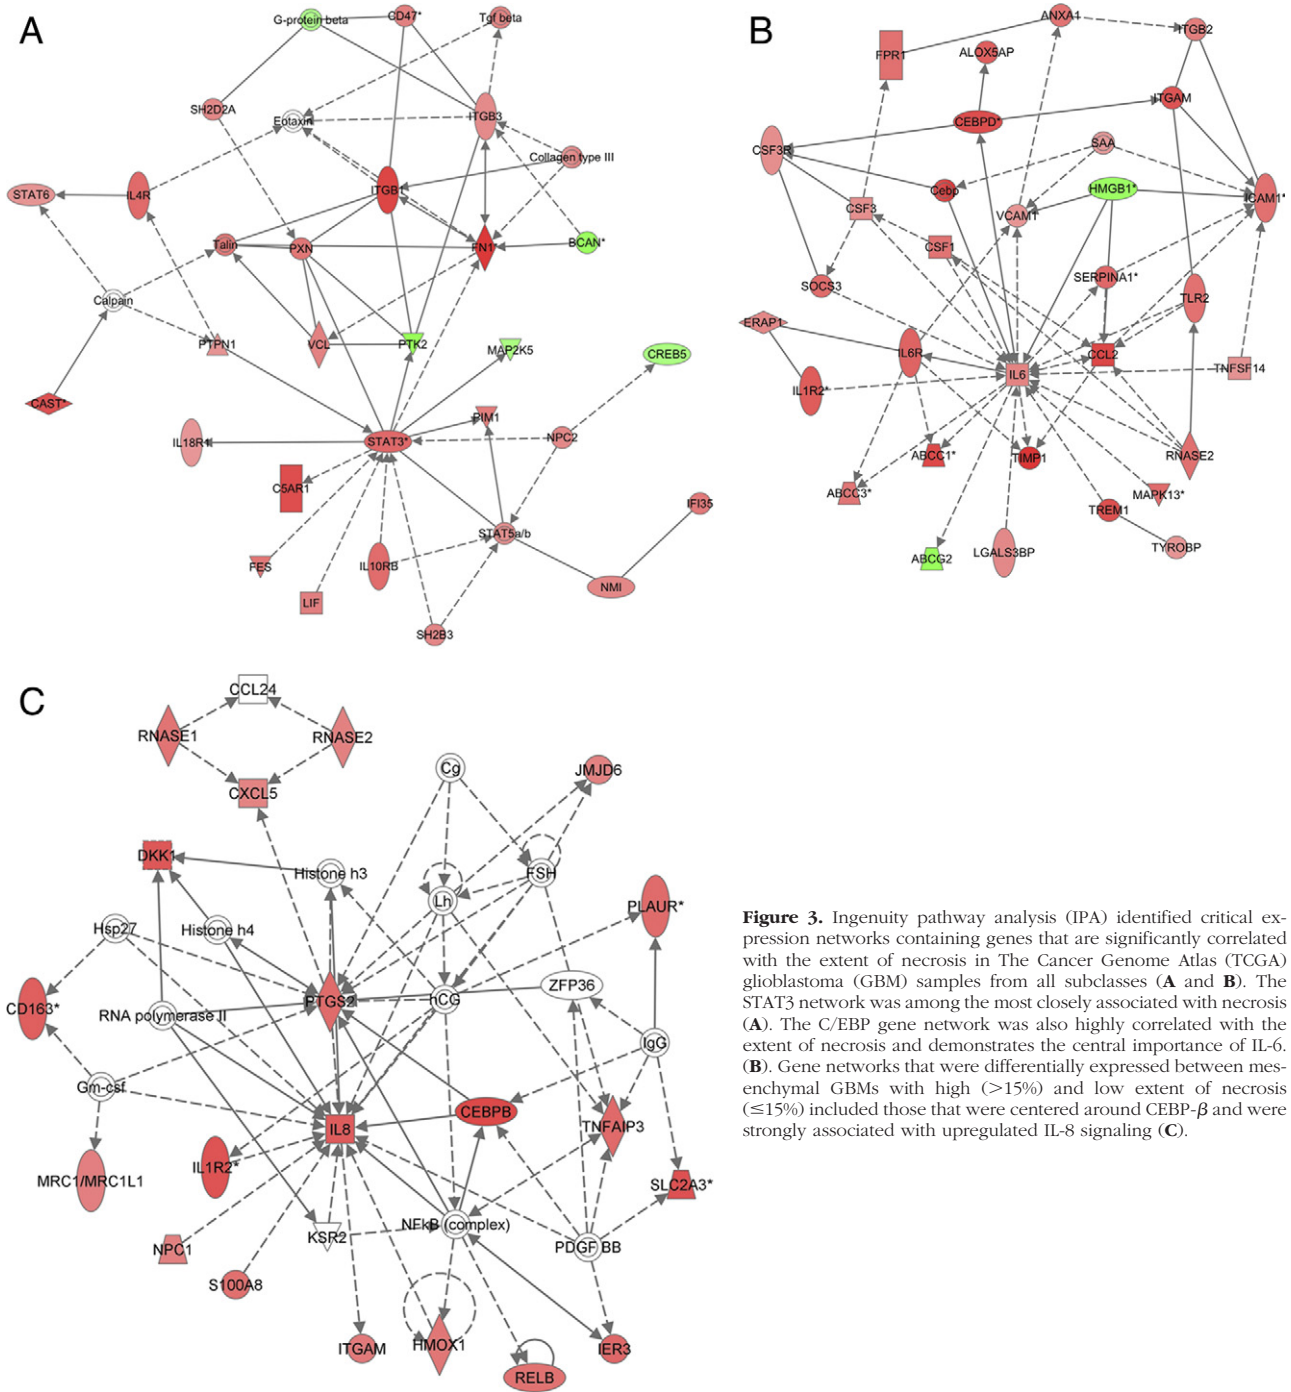 A
G-protein beta
CD47*
Tgf beta
SH2D2A
Eotaxin
ITGB3
Collagen type III
STAT6
IL4R
ITGB1
Talin
PXN
FN1*
BCAN*
Calpain
PTPN1
VCL
PTK2
MAP2K5
CREB5
CAST*
IL18R1
STAT3*
PIM1
NPC2
C5AR1
IFI35
STAT5a/b
FES
IL10RB
NMI
LIF
SH2B3
B
ANXA1
ITGB2
FPR1
ALOX5AP
ITGAM
CEBPD*
CSF3R
SAA
Cebp
HMGB1*
ICAM1*
CSF3
VCAM1
CSF1
SOCS3
SERPINA1*
TLR2
ERAP1
IL6R
CCL2
IL6
TNFSF14
IL1R2*
ABCC1*
TIMP1
RNASE2
ABCC3*
MAPK13*
TREM1
ABCG2
LGALS3BP
TYROBP
C
CCL24
RNASE1
RNASE2
CXCL5
Cg
JMJD6
DKK1
Histone h3
FSH
Lh
PLAUR*
Hsp27
Histone h4
CD163*
PTGS2
hCG
ZFP36
RNA polymerase II
IgG
Gm-csf
CEBPB
IL8
TNFAIP3
IL1R2*
MRC1/MRC1L1
SLC2A3*
KSR2
NFkB (complex)
NPC1
PDGF BB
S100A8
ITGAM
HMOX1
IER3
RELB
Figure 3. Ingenuity pathway analysis (IPA) identified critical ex-
pression networks containing genes that are significantly correlated
with the extent of necrosis in The Cancer Genome Atlas (TCGA)
glioblastoma (GBM) samples from all subclasses (A and B). The
STAT3 network was among the most closely associated with necrosis
(A). The C/EBP gene network was also highly correlated with the
extent of necrosis and demonstrates the central importance of IL-6.
(B). Gene networks that were differentially expressed between mes-
enchymal GBMs with high (>15%) and low extent of necrosis
(≤15%) included those that were centered around CEBP-β and were
strongly associated with upregulated IL-8 signaling (C).